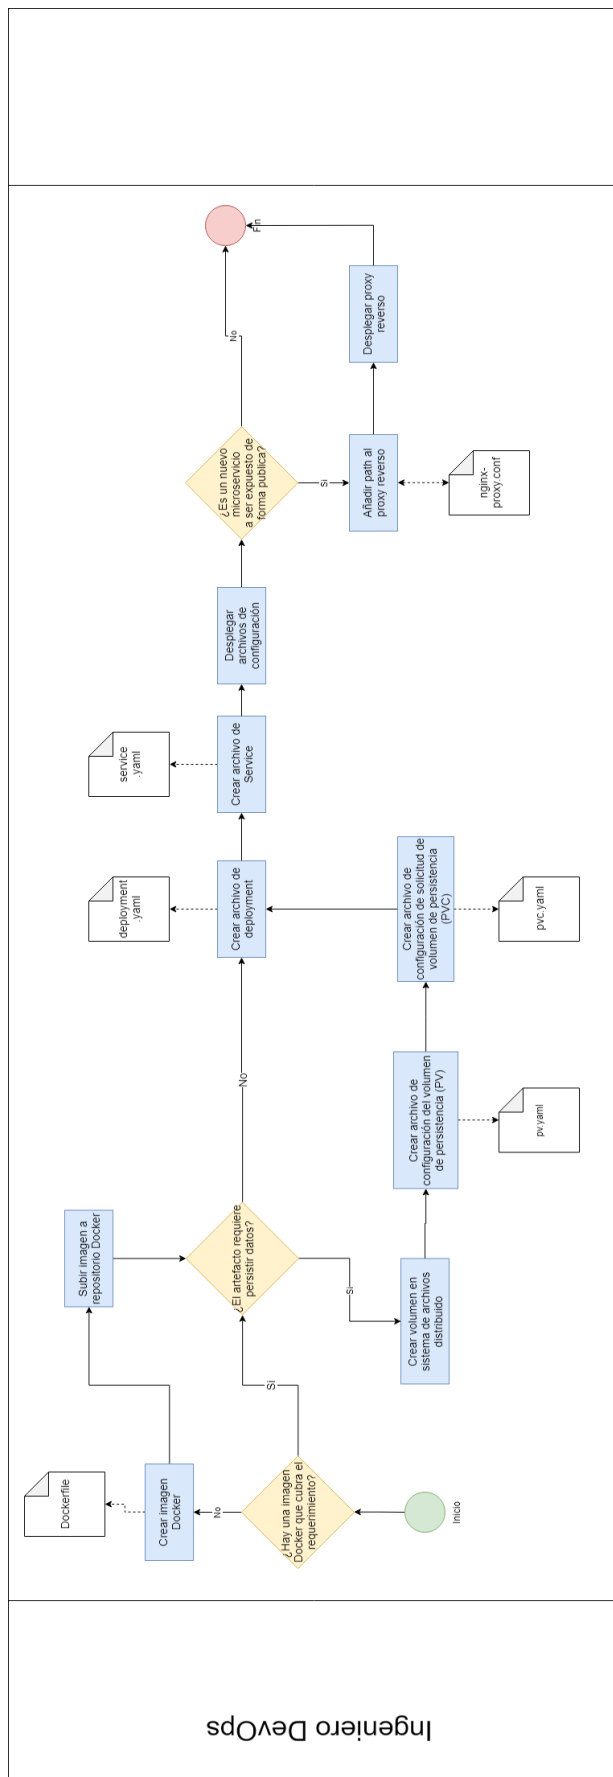 Ingeniero DevOps
Inicio
¿Hay una imagen
Docker que cubra el
requerimiento?
No
Sí
Crear imagen
Docker
Dockerfile
Subir imagen a
repositorio Docker
¿El artefacto requiere
persistir datos?
Sí
No
Crear volumen en
sistema de archivos
distribuido
Crear archivo de
configuración del volumen
de persistencia (PV)
pv.yaml
Crear archivo de
configuración de solicitud de
volumen de persistencia
(PVC)
pvc.yaml
Crear archivo de
deployment
deployment
.yaml
Crear archivo de
Service
service
.yaml
Desplegar
archivos de
configuración
¿Es un nuevo
microservicio
a ser expuesto de
forma publica?
si
No
Añadir path al
proxy reverso
nginx-
proxy.conf
Desplegar proxy
reverso
Fin